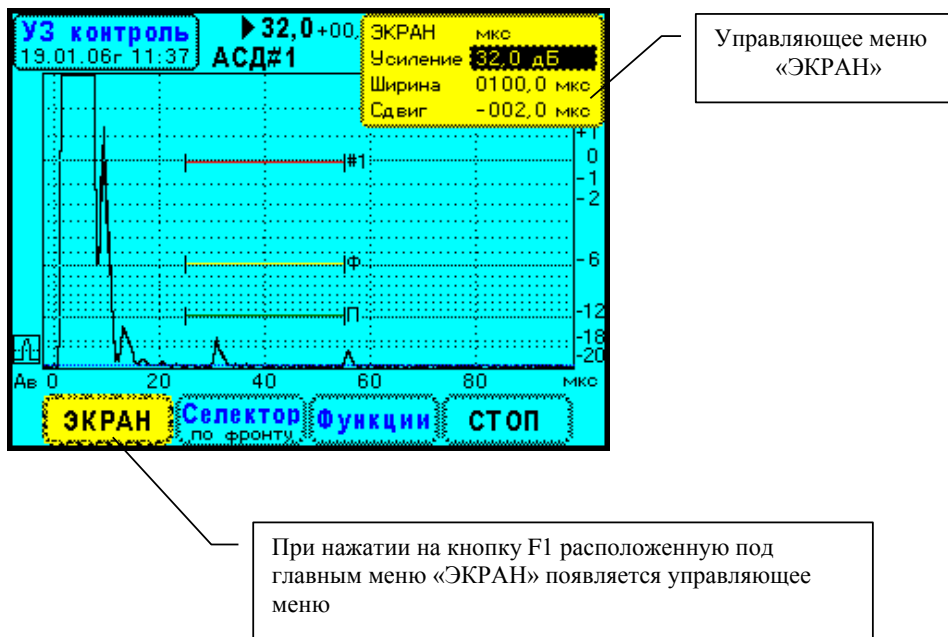 УЗ контроль
19.01.06г 11:37
▶32,0+00,
АСД#1
ЭКРАН мкс
Усиление 32,0 дБ
Ширина 0100,0 мкс
Сдвиг -002,0 мкс
Управляющее меню
«ЭКРАН»
+1
0
-1
-2
-6
-12
-18
-20
#1
Ф
П
Ав 0 20 40 60 80 мкс
ЭКРАН
Селектор
по фронту
Функции
СТОП
При нажатии на кнопку F1 расположенную под
главным меню «ЭКРАН» появляется управляющее
меню